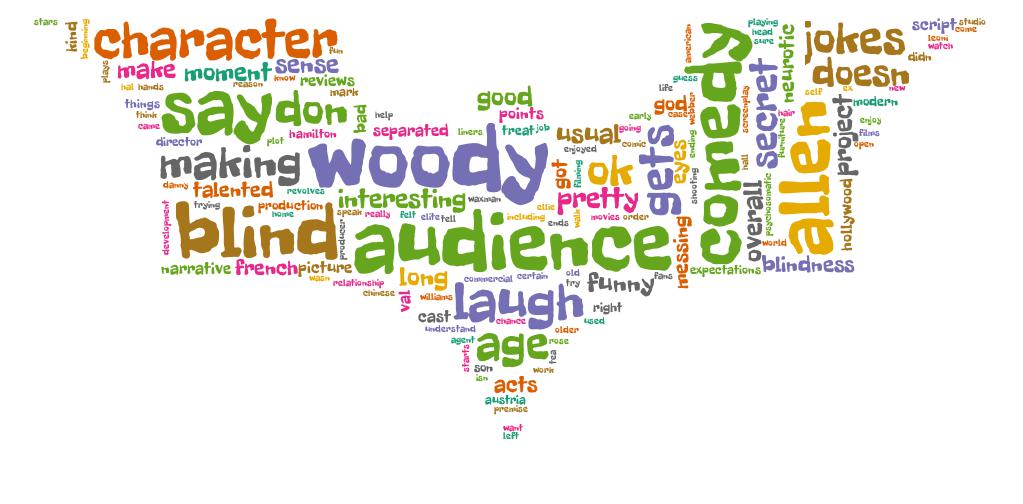 stars
kind
beginning
character
fun
plays
make
moment
sense
know
reviews
hal
hands
reason
mark
things
think
came
say
don
bad
help
hamilton
plot
director
separated
liners
good
points
treat
job
usual
going
early
comic
enjoyed
making
woody
danny
talented
revolves
interesting
waxman
got
filming
ok
gets
eyes
pretty
trying
production
home
speak
really
felt
elite
tell
ellie
including
ends
walk
movies
order
development
blind
producer
audience
messing
narrative
french
picture
wasn
relationship
chinese
long
val
williams
commercial
certain
old
try
funny
fans
laugh
cast
understand
chance
right
used
older
agent
age
rose
starts
son
isn
tea
work
acts
austria
premise
want
left
american
guess
life
god
case
webber
ending
shooting
comedy
expectations
playing
head
sure
screenplay
secret
neurotic
hair
furniture
hall
psychosomatic
overall
world
blindness
jokes
doesn
didn
self
ex
new
allen
project
hollywood
modern
enjoy
films
open
script
studio
come
leoni
watch